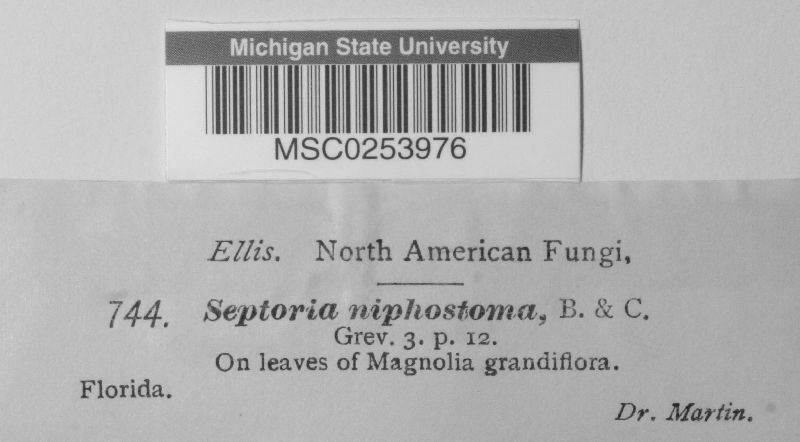 Michigan State University
MSC0253976
Ellis. North American Fungi,
744. Septoria niphostoma, B. & C.
Grev. 3. p. 12.
On leaves of Magnolia grandiflora.
Florida.
Dr. Martin.